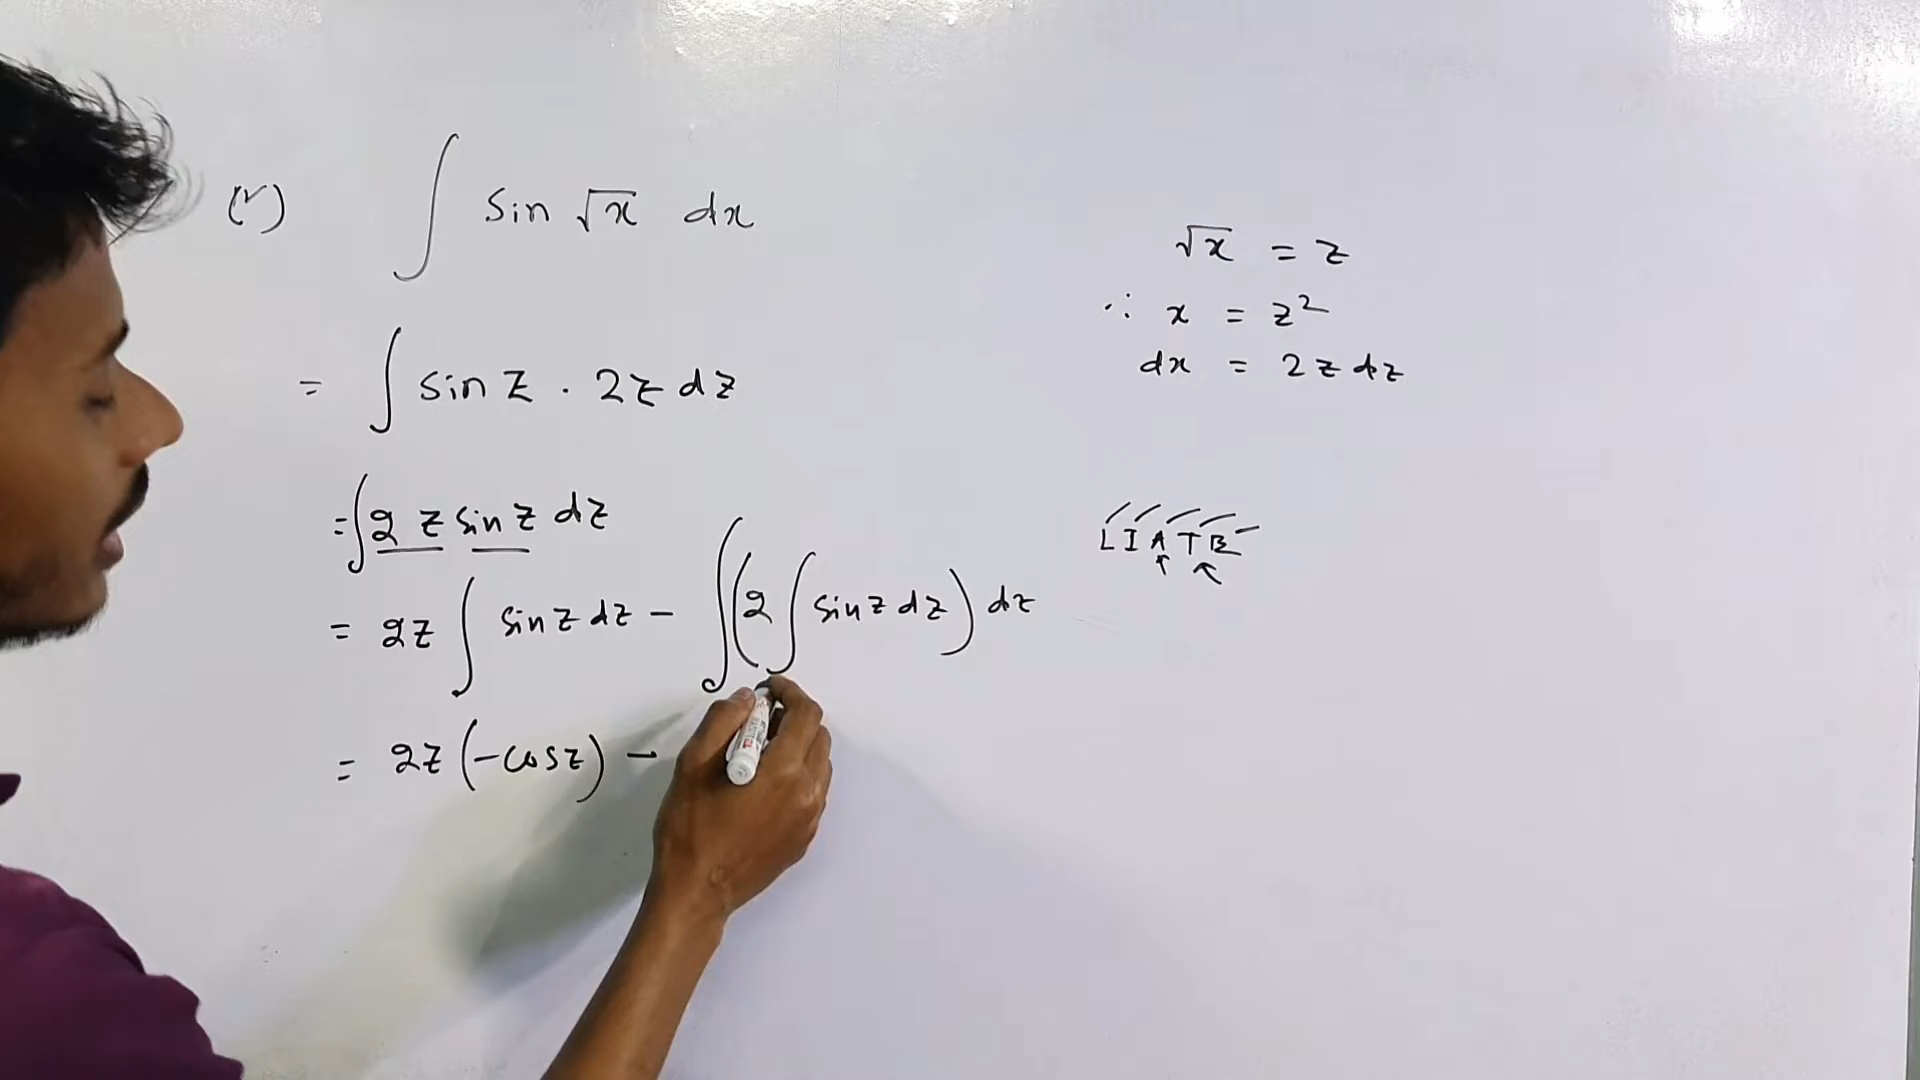 (r) ∫ sin √x dx
= ∫ sin z . 2z dz
= ∫ 2 z sin z dz
= 2z ∫ sin z dz - ∫ (2 ∫ sin z dz) dz
= 2z (-cos z) -
√x = z
∴ x = z²
dx = 2z dz
L I A T E